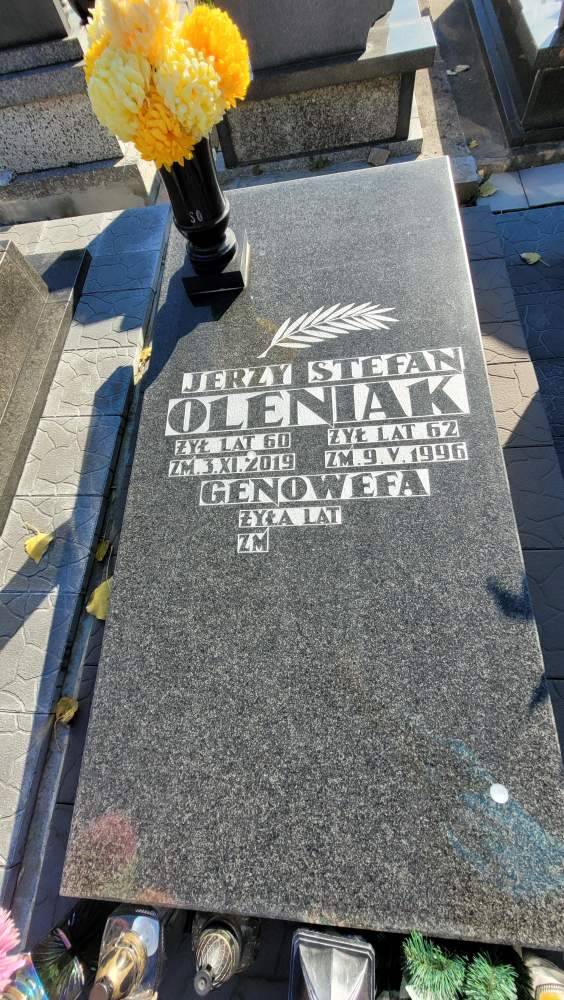 SO
JERZY STEFAN
OLENIAK
ŻYŁ LAT 60 ŻYŁ LAT 62
ZM. 3.XI.2019 ZM. 9.V.1996
GENOWEFA
ŻYŁA LAT
ZM